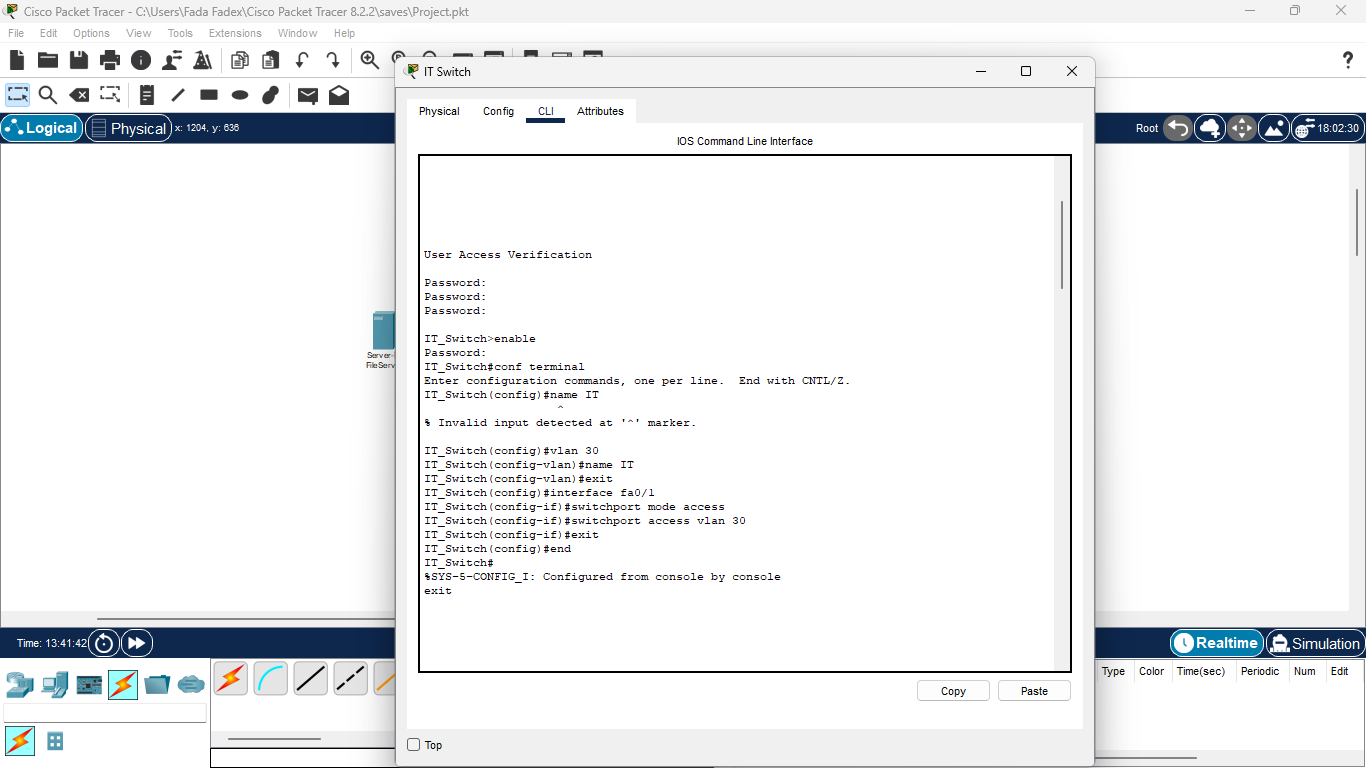 Cisco Packet Tracer - C:\Users\Fada Fadex\Cisco Packet Tracer 8.2.2\saves\Project.pkt
File Edit Options View Tools Extensions Window Help
IT Switch
Physical Config CLI Attributes
Logical Physical x: 1204, y: 636
Root 18:02:30
IOS Command Line Interface
User Access Verification
Password:
Password:
Password:
IT_Switch>enable
Password:
IT_Switch#conf terminal
Enter configuration commands, one per line. End with CNTL/Z.
IT_Switch(config)#name IT
^
% Invalid input detected at '^' marker.
IT_Switch(config)#vlan 30
IT_Switch(config-vlan)#name IT
IT_Switch(config-vlan)#exit
IT_Switch(config)#interface fa0/1
IT_Switch(config-if)#switchport mode access
IT_Switch(config-if)#switchport access vlan 30
IT_Switch(config-if)#exit
IT_Switch(config)#end
IT_Switch#
%SYS-5-CONFIG_I: Configured from console by console
exit
Server-
FileServ
Copy Paste
Top
Time: 13:41:42
Realtime Simulation
Type Color Time(sec) Periodic Num Edit